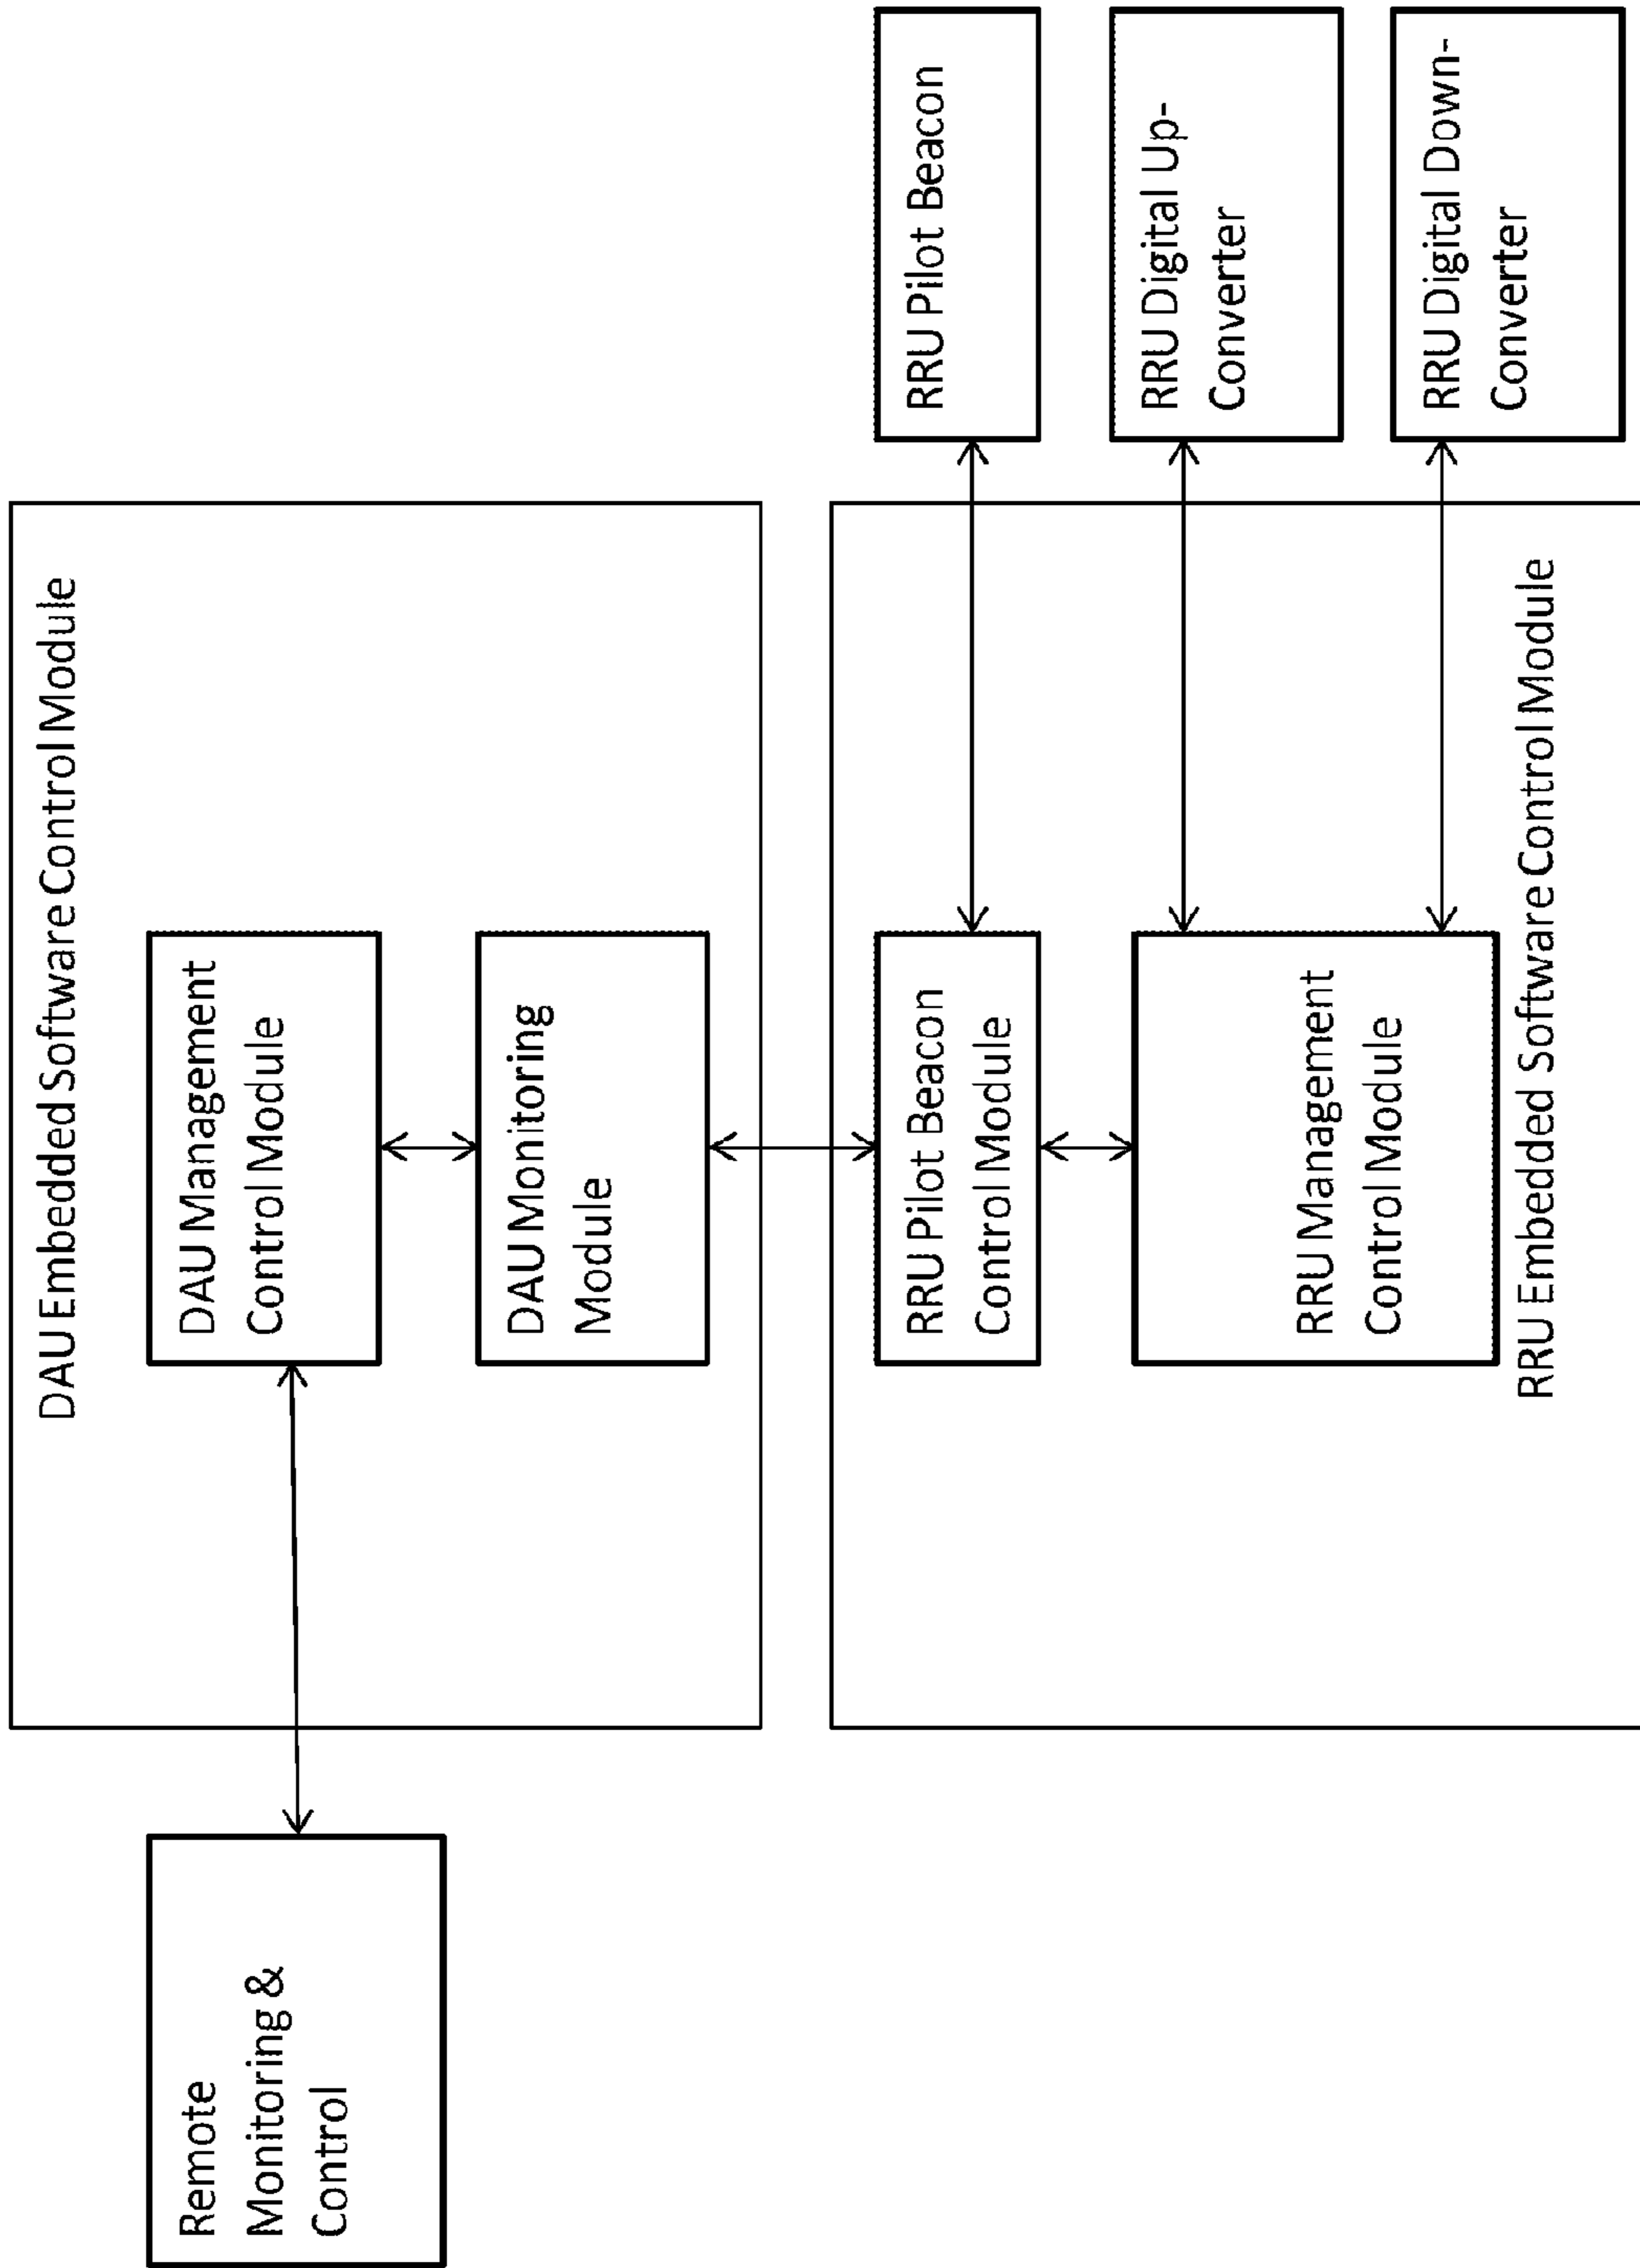 DAU Embedded Software Control Module
Remote
Monitoring &
Control
DAU Management
Control Module
DAU Monitoring
Module
RRU Pilot Beacon
Control Module
RRU Pilot Beacon
RRU Management
Control Module
RRU Digital Up-
Converter
RRU Digital Down-
Converter
RRU Embedded Software Control Module